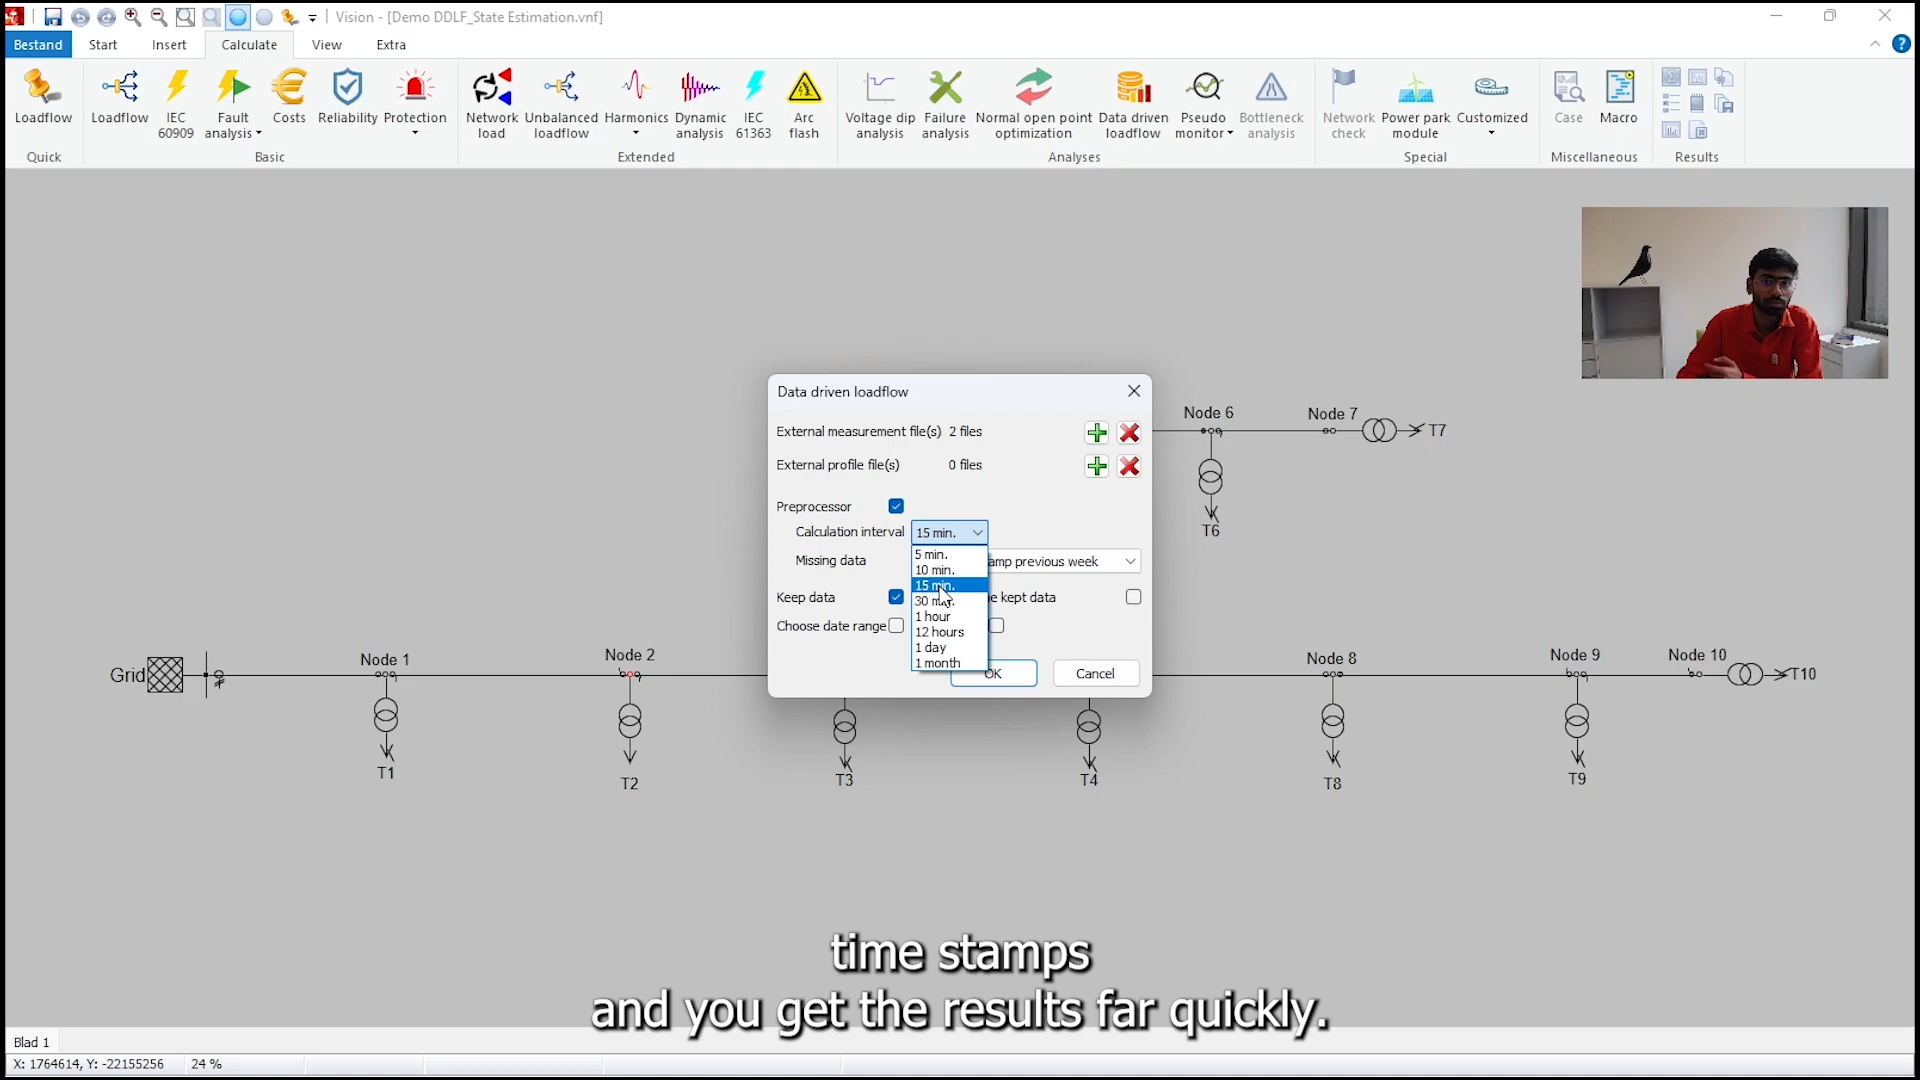 Vision - [Demo DDLF_State Estimation.vnf]
Bestand Start Insert Calculate View Extra
Loadflow
Quick
Loadflow
IEC 60909
Fault analysis
Costs
Reliability
Protection
Basic
Network load
Unbalanced loadflow
Harmonics
Dynamic analysis
IEC 61363
Arc flash
Extended
Voltage dip analysis
Failure analysis
Normal open point optimization
Data driven loadflow
Pseudo monitor
Bottleneck analysis
Analyses
Network check
Power park module
Customized
Special
Case
Macro
Miscellaneous
Results
Data driven loadflow
External measurement file(s) 2 files
External profile file(s) 0 files
Preprocessor
Calculation interval 15 min.
5 min.
10 min.
15 min.
30
1 hour
12 hours
1 day
1 month
Missing data
previous week
Keep data
kept data
Choose date range
OK
Cancel
Node 6
Node 7
T7
T6
Grid
Node 1
Node 2
Node 8
Node 9
Node 10
T10
T1
T2
T3
T4
T8
T9
time stamps
and you get the results far quickly.
Blad 1
X: 1764614, Y: -22155256 24 %